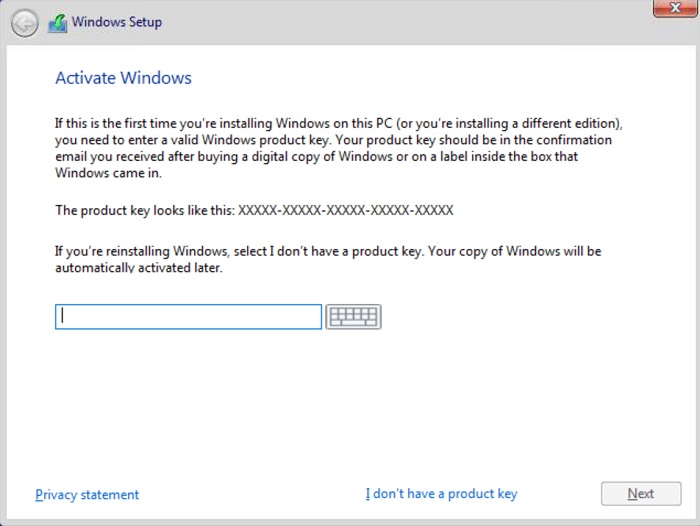 Windows Setup
Activate Windows
If this is the first time you're installing Windows on this PC (or you're installing a different edition),
you need to enter a valid Windows product key. Your product key should be in the confirmation
email you received after buying a digital copy of Windows or on a label inside the box that
Windows came in.
The product key looks like this: XXXXX-XXXXX-XXXXX-XXXXX-XXXXX
If you're reinstalling Windows, select I don't have a product key. Your copy of Windows will be
automatically activated later.
Privacy statement
I don't have a product key
Next